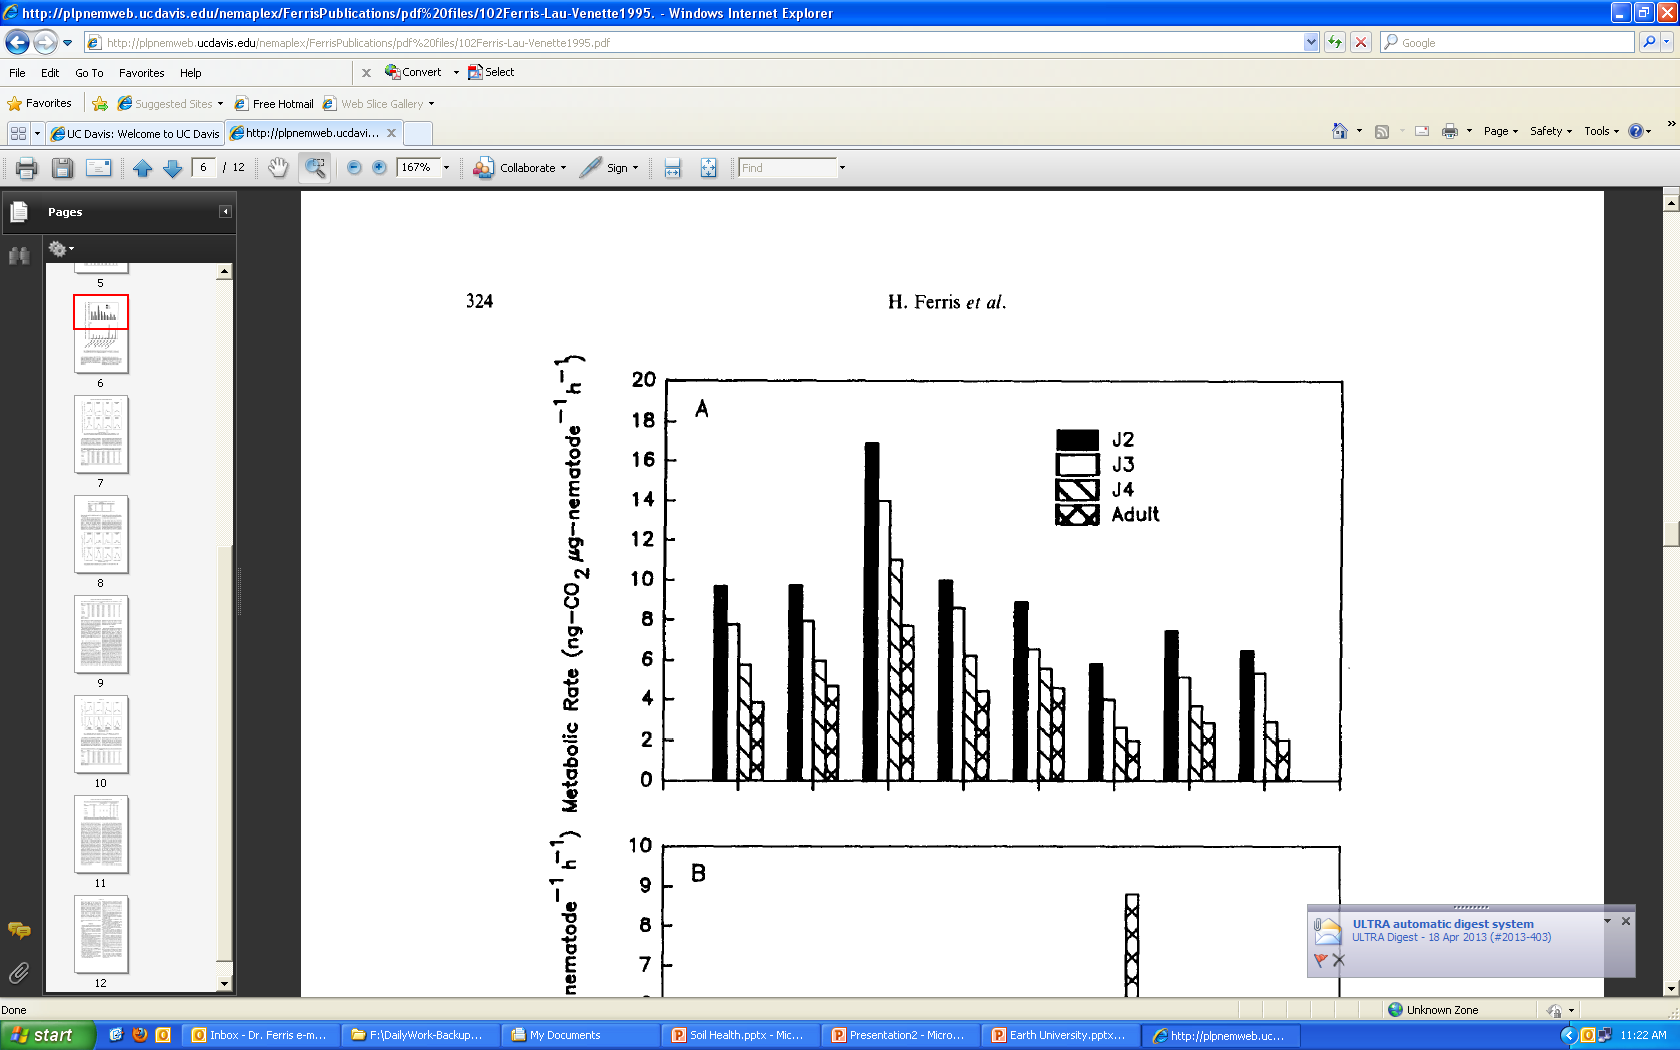 http://plpnemweb.ucdavis.edu/nemaplex/FerrisPublications/pdf%20files/102Ferris-Lau-Venette1995. - Windows Internet Explorer
http://plpnemweb.ucdavis.edu/nemaplex/FerrisPublications/pdf%20files/102Ferris-Lau-Venette1995.pdf
Google
File Edit Go To Favorites Help
x Convert Select
Favorites Suggested Sites Free Hotmail Web Slice Gallery
UC Davis: Welcome to UC Davis
http://plpnemweb.ucdavi... X
Page Safety Tools »
6 / 12 167% Collaborate Sign Find
Pages
5
6
7
8
9
10
11
12
324 H. Ferris et al.
Metabolic Rate (ng-CO2 µg-nematode⁻¹ h⁻¹)
20
18
16
14
12
10
8
6
4
2
0
A
J2
J3
J4
Adult
nematode⁻¹ h⁻¹)
10
9
8
7
B
ULTRA automatic digest system
ULTRA Digest - 18 Apr 2013 (#2013-403)
Done Unknown Zone
start Inbox - Dr. Ferris e-m... F:\DailyWork-Backup... My Documents Soil Health.pptx - Mic... Presentation2 - Micro... Earth University.pptx... http://plpnemweb.uc... 11:22 AM